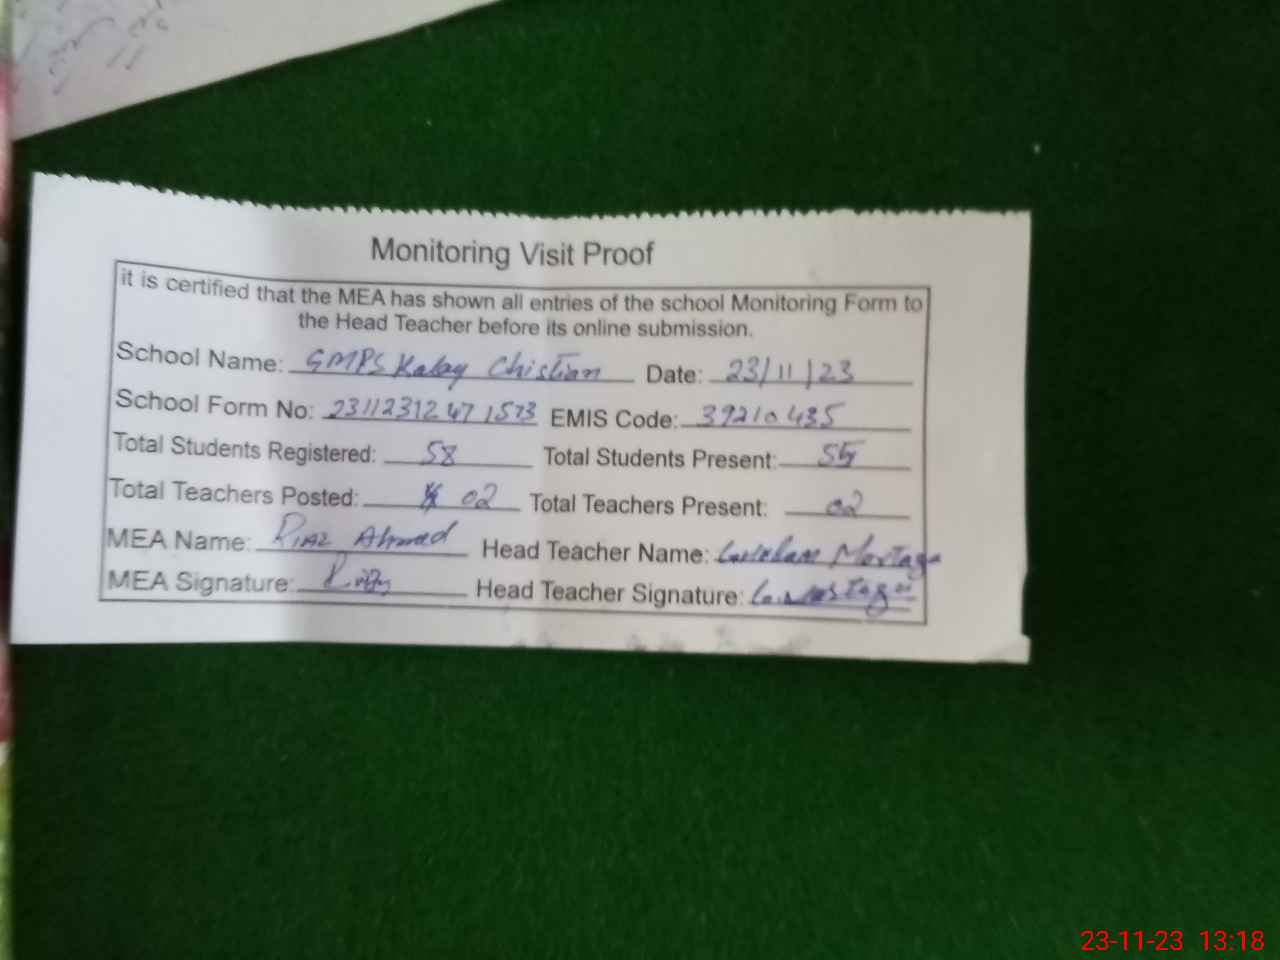 Monitoring Visit Proof
it is certified that the MEA has shown all entries of the school Monitoring Form to
the Head Teacher before its online submission.
School Name: GMPS Kalay Chistian Date: 23/11/23
School Form No: 2311231247 1573 EMIS Code: 39210435
Total Students Registered: 58 Total Students Present: 55
Total Teachers Posted: 02 Total Teachers Present: 02
MEA Name: Riaz Ahmad Head Teacher Name: Mortaza
MEA Signature: Head Teacher Signature:
23-11-23 13:18